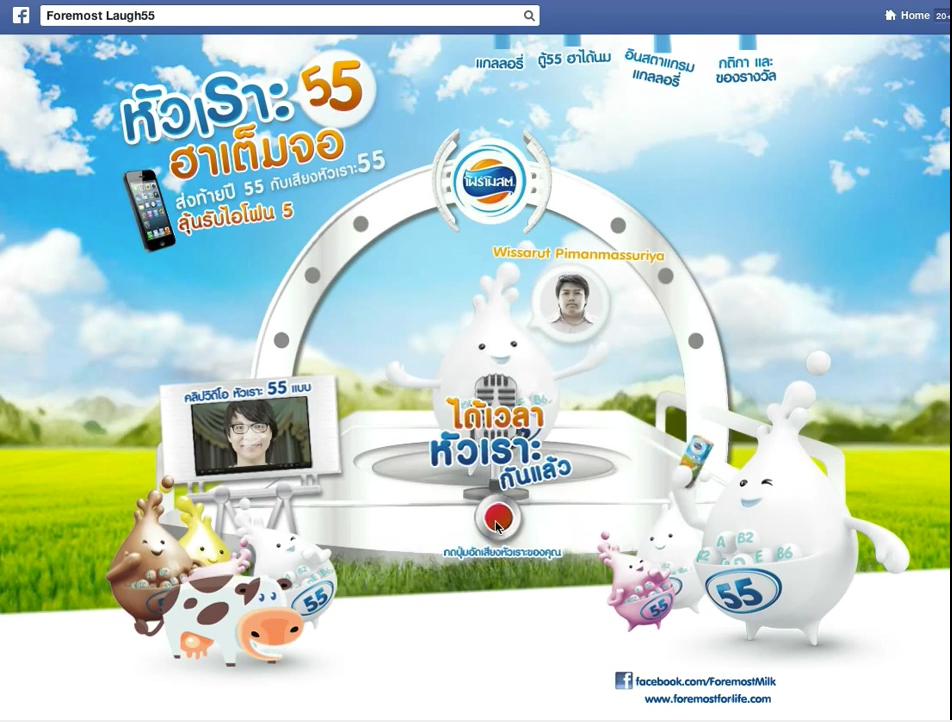 Foremost Laugh55
Home 20+
แกลลอรี่
ตู้55 ฮาได้นม
อินสตาแกรม
แกลลอรี่
กติกา และ
ของรางวัล
หัวเราะ 55
ฮาเต็มจอ
ส่งท้ายปี 55 กับเสียงหัวเราะ55
ลุ้นรับไอโฟน 5
โฟร์โมสต์
Wissarut Pimanmassuriya
คลิปวิดีโอ หัวเราะ 55 แบบ
B6
ได้เวลา
หัวเราะ
กันแล้ว
กดปุ่มอัดเสียงหัวเราะของคุณ
A B2
B2 D E B6
55
55
55
facebook.com/ForemostMilk
www.foremostforlife.com